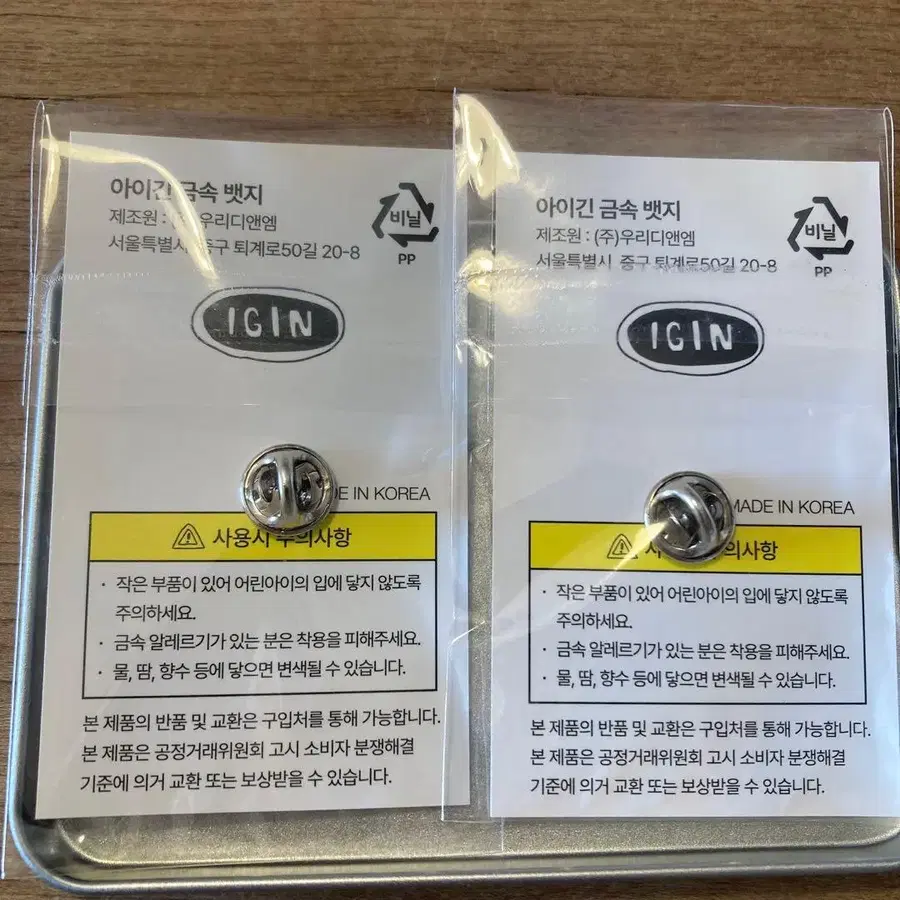 아이긴 금속 뱃지
제조원 : (주)우리디앤엠
서울특별시 중구 퇴계로50길 20-8
비닐
PP
IGIN
DE IN KOREA
사용시 주의사항
· 작은 부품이 있어 어린아이의 입에 닿지 않도록
주의하세요.
· 금속 알레르기가 있는 분은 착용을 피해주세요.
· 물, 땀, 향수 등에 닿으면 변색될 수 있습니다.
본 제품의 반품 및 교환은 구입처를 통해 가능합니다.
본 제품은 공정거래위원회 고시 소비자 분쟁해결
기준에 의거 교환 또는 보상받을 수 있습니다.
아이긴 금속 뱃지
제조원 : (주)우리디앤엠
서울특별시 중구 퇴계로50길 20-8
비닐
PP
IGIN
MADE IN KOREA
사 의사항
· 작은 부품이 있어 어린아이의 입에 닿지 않도록
주의하세요.
· 금속 알레르기가 있는 분은 착용을 피해주세요.
· 물, 땀, 향수 등에 닿으면 변색될 수 있습니다.
본 제품의 반품 및 교환은 구입처를 통해 가능합니다.
본 제품은 공정거래위원회 고시 소비자 분쟁해결
기준에 의거 교환 또는 보상받을 수 있습니다.